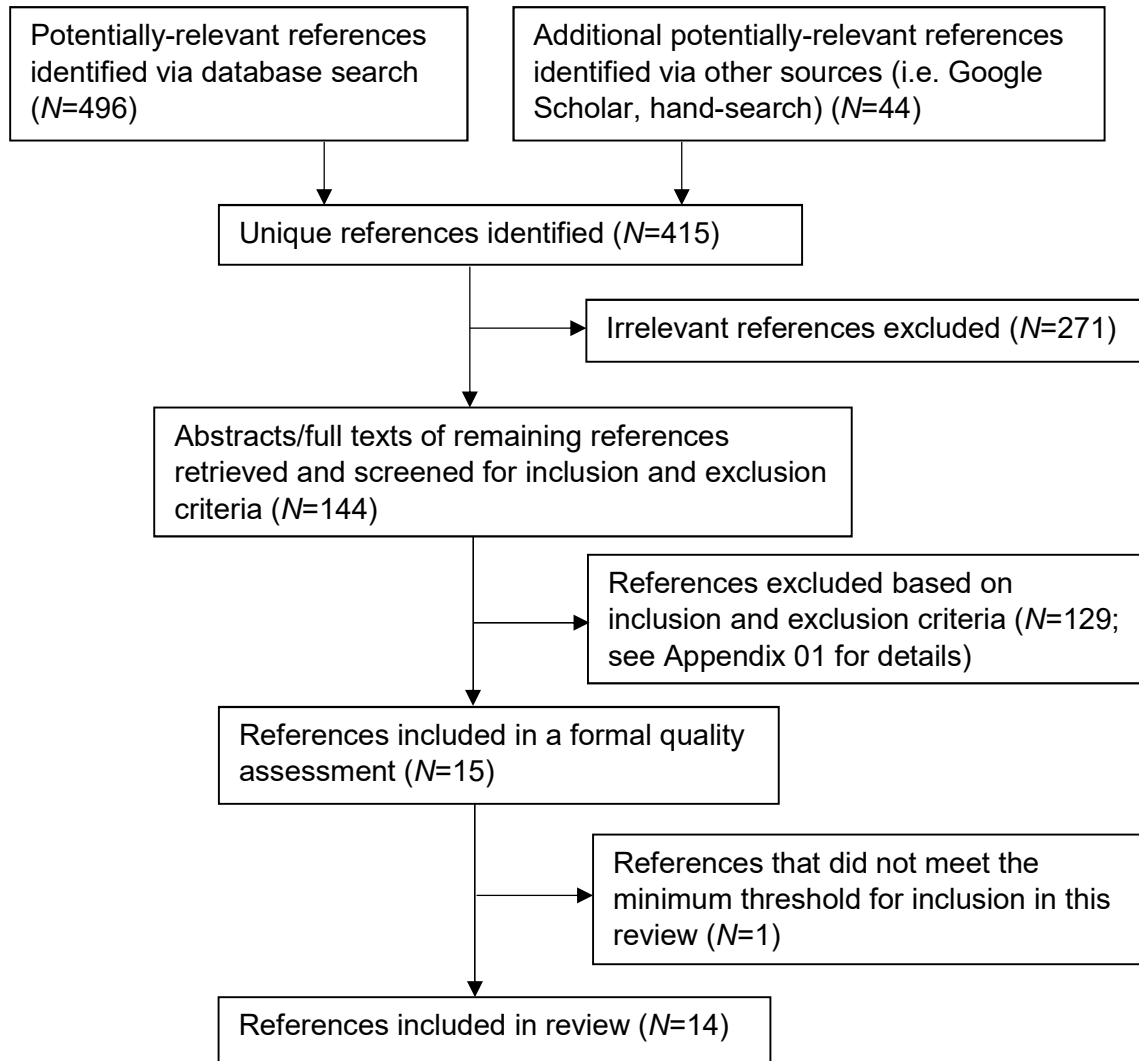 Potentially-relevant references
identified via database search
(N=496)
Additional potentially-relevant references
identified via other sources (i.e. Google
Scholar, hand-search) (N=44)
Unique references identified (N=415)
Irrelevant references excluded (N=271)
Abstracts/full texts of remaining references
retrieved and screened for inclusion and exclusion
criteria (N=144)
References excluded based on
inclusion and exclusion criteria (N=129;
see Appendix 01 for details)
References included in a formal quality
assessment (N=15)
References that did not meet the
minimum threshold for inclusion in this
review (N=1)
References included in review (N=14)